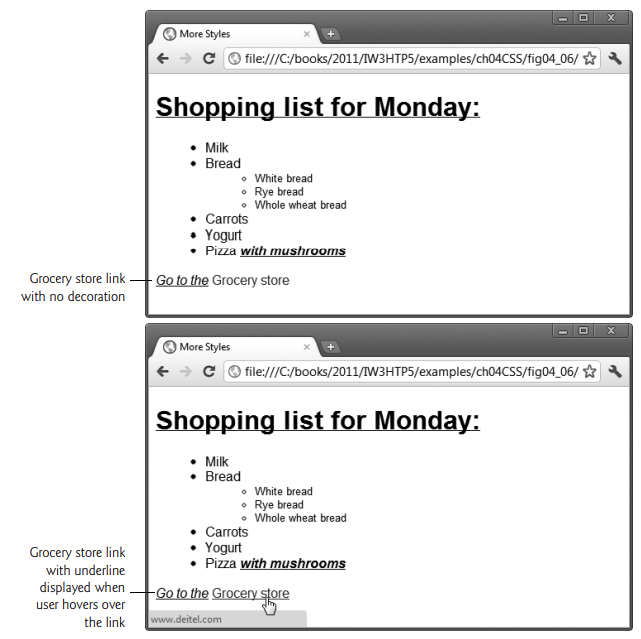 More Styles
file:///C:/books/2011/IW3HTP5/examples/ch04CSS/fig04_06/
Shopping list for Monday:
Milk
Bread
White bread
Rye bread
Whole wheat bread
Carrots
Yogurt
Pizza with mushrooms
Go to the Grocery store
Grocery store link
with no decoration
More Styles
file:///C:/books/2011/IW3HTP5/examples/ch04CSS/fig04_06/
Shopping list for Monday:
Milk
Bread
White bread
Rye bread
Whole wheat bread
Carrots
Yogurt
Pizza with mushrooms
Go to the Grocery store
www.deitel.com
Grocery store link
with underline
displayed when
user hovers over
the link